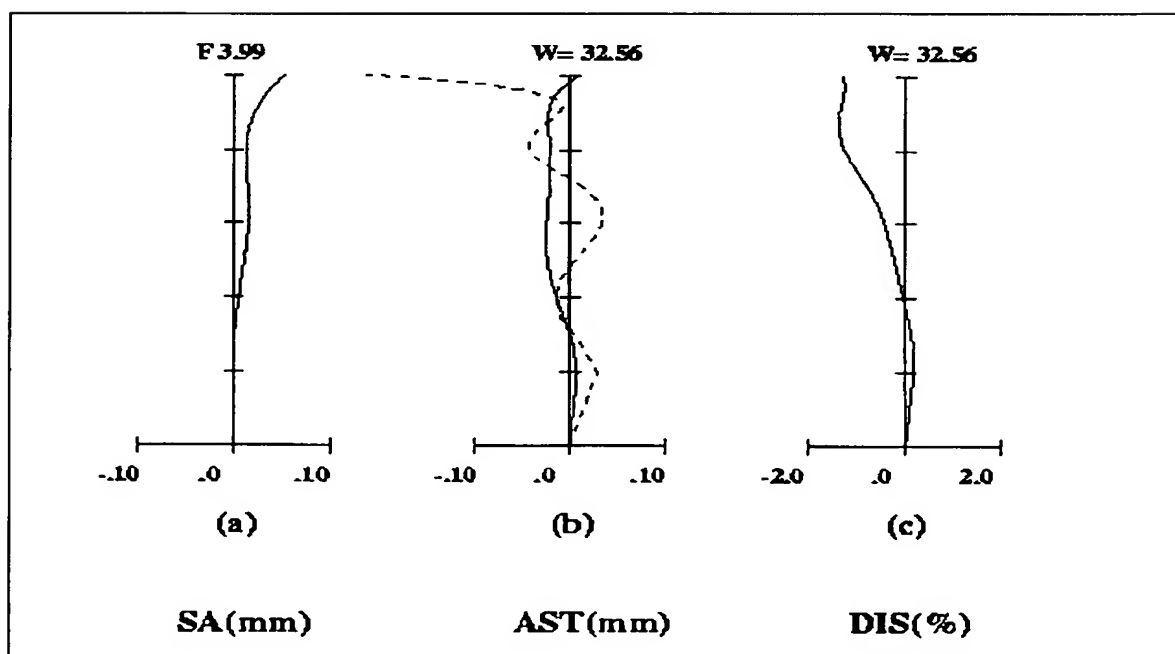 F 3.99 W= 32.56 W= 32.56
-.10 .0 .10 -.10 .0 .10 -2.0 .0 2.0
(a) (b) (c)
SA(mm) AST(mm) DIS(%)